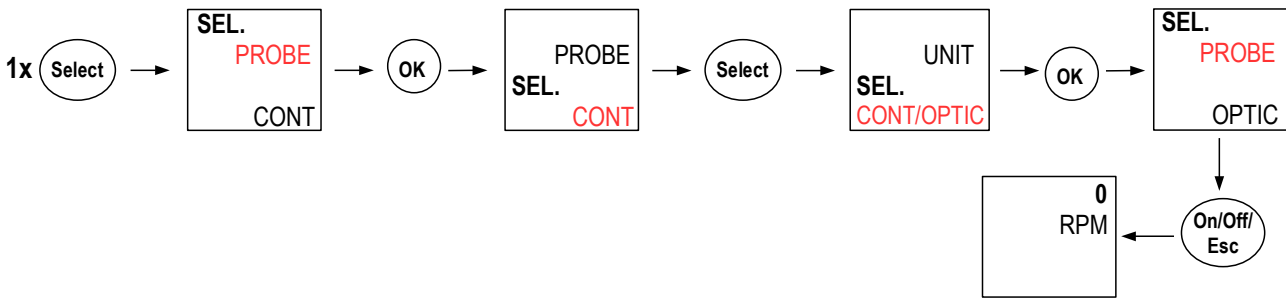 1x
Select
SEL.
PROBE
CONT
OK
PROBE
SEL.
CONT
Select
UNIT
SEL.
CONT/OPTIC
OK
SEL.
PROBE
OPTIC
On/Off/
Esc
0
RPM